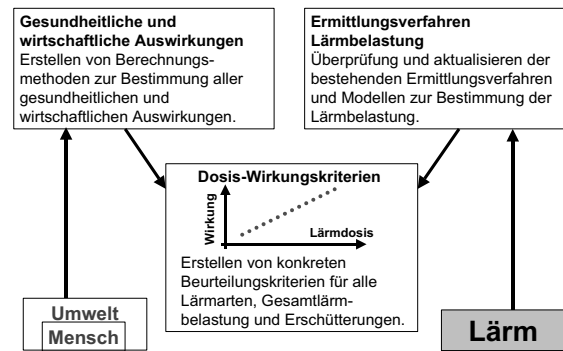 Gesundheitliche und
wirtschaftliche Auswirkungen
Erstellen von Berechnungs-
methoden zur Bestimmung aller
gesundheitlichen und
wirtschaftlichen Auswirkungen.
Ermittlungsverfahren
Lärmbelastung
Überprüfung und aktualisieren der
bestehenden Ermittlungsverfahren
und Modellen zur Bestimmung der
Lärmbelastung.
Dosis-Wirkungskriterien
Wirkung
Lärmdosis
Erstellen von konkreten
Beurteilungskriterien für alle
Lärmarten, Gesamtlärm-
belastung und Erschütterungen.
Umwelt
Mensch
Lärm